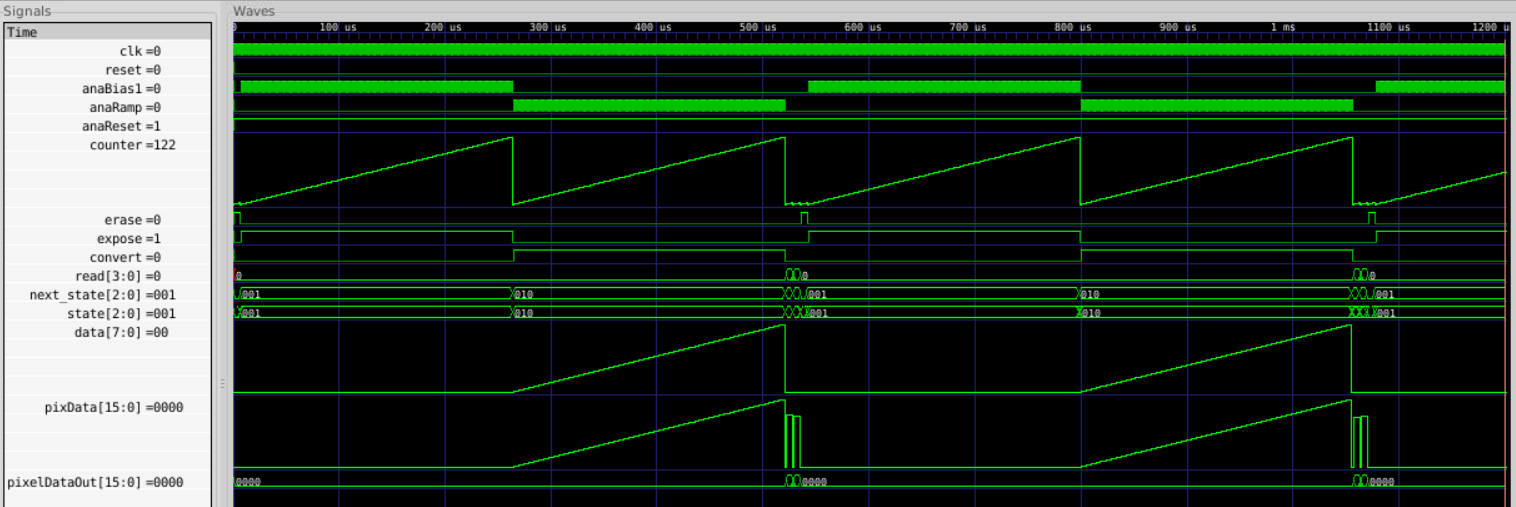 Signals
Waves
Time
0 100 us 200 us 300 us 400 us 500 us 600 us 700 us 800 us 900 us 1 ms 1100 us 1200 u
clk =0
reset =0
anaBias1 =0
anaRamp =0
anaReset =1
counter =122
erase =0
expose =1
convert =0
read[3:0] =0 0 0 0
next_state[2:0] =001 001 010 001 010 001
state[2:0] =001 001 010 001 010 001
data[7:0] =00
pixData[15:0] =0000
pixelDataOut[15:0] =0000 0000 0000 0000